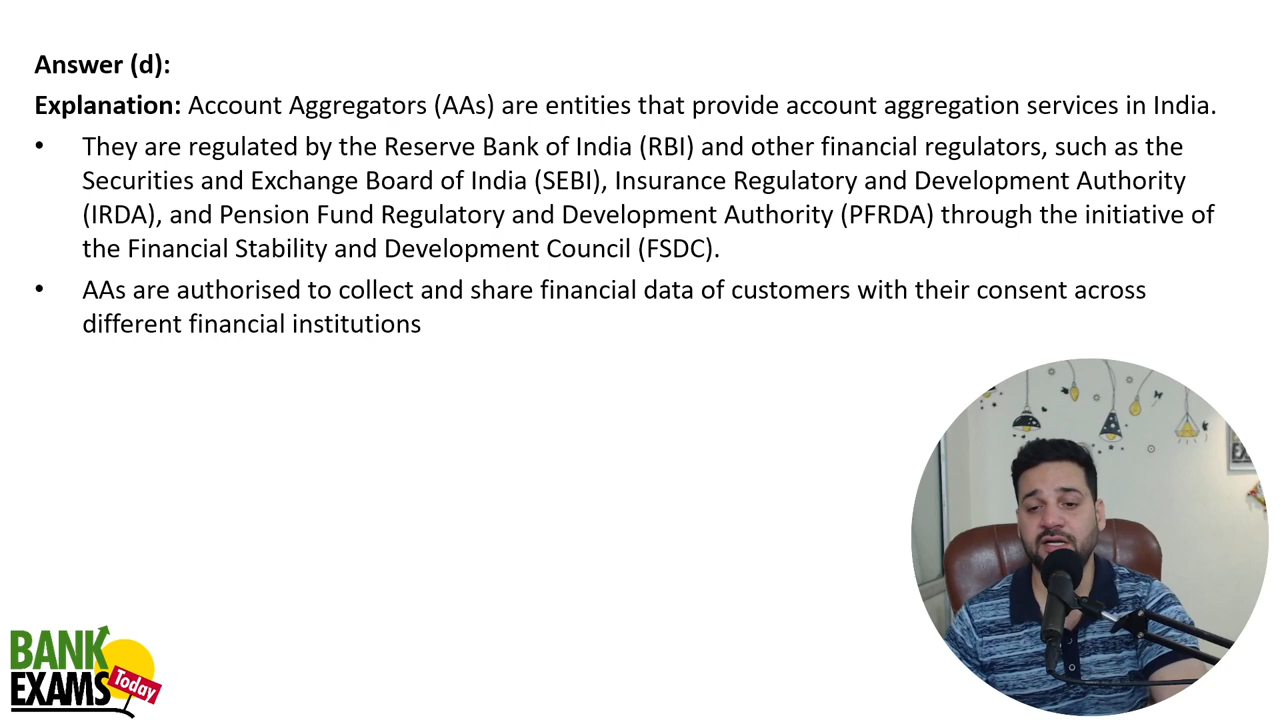 Answer (d):
Explanation: Account Aggregators (AAs) are entities that provide account aggregation services in India.
• They are regulated by the Reserve Bank of India (RBI) and other financial regulators, such as the
Securities and Exchange Board of India (SEBI), Insurance Regulatory and Development Authority
(IRDA), and Pension Fund Regulatory and Development Authority (PFRDA) through the initiative of
the Financial Stability and Development Council (FSDC).
• AAs are authorised to collect and share financial data of customers with their consent across
different financial institutions
BANK
EXAMS
Today